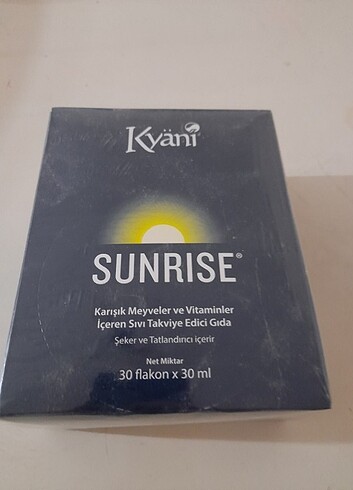 Kyäni
SUNRISE®
Karışık Meyveler ve Vitaminler
İçeren Sıvı Takviye Edici Gıda
Şeker ve Tatlandırıcı içerir
Net Miktar
30 flakon x 30 ml